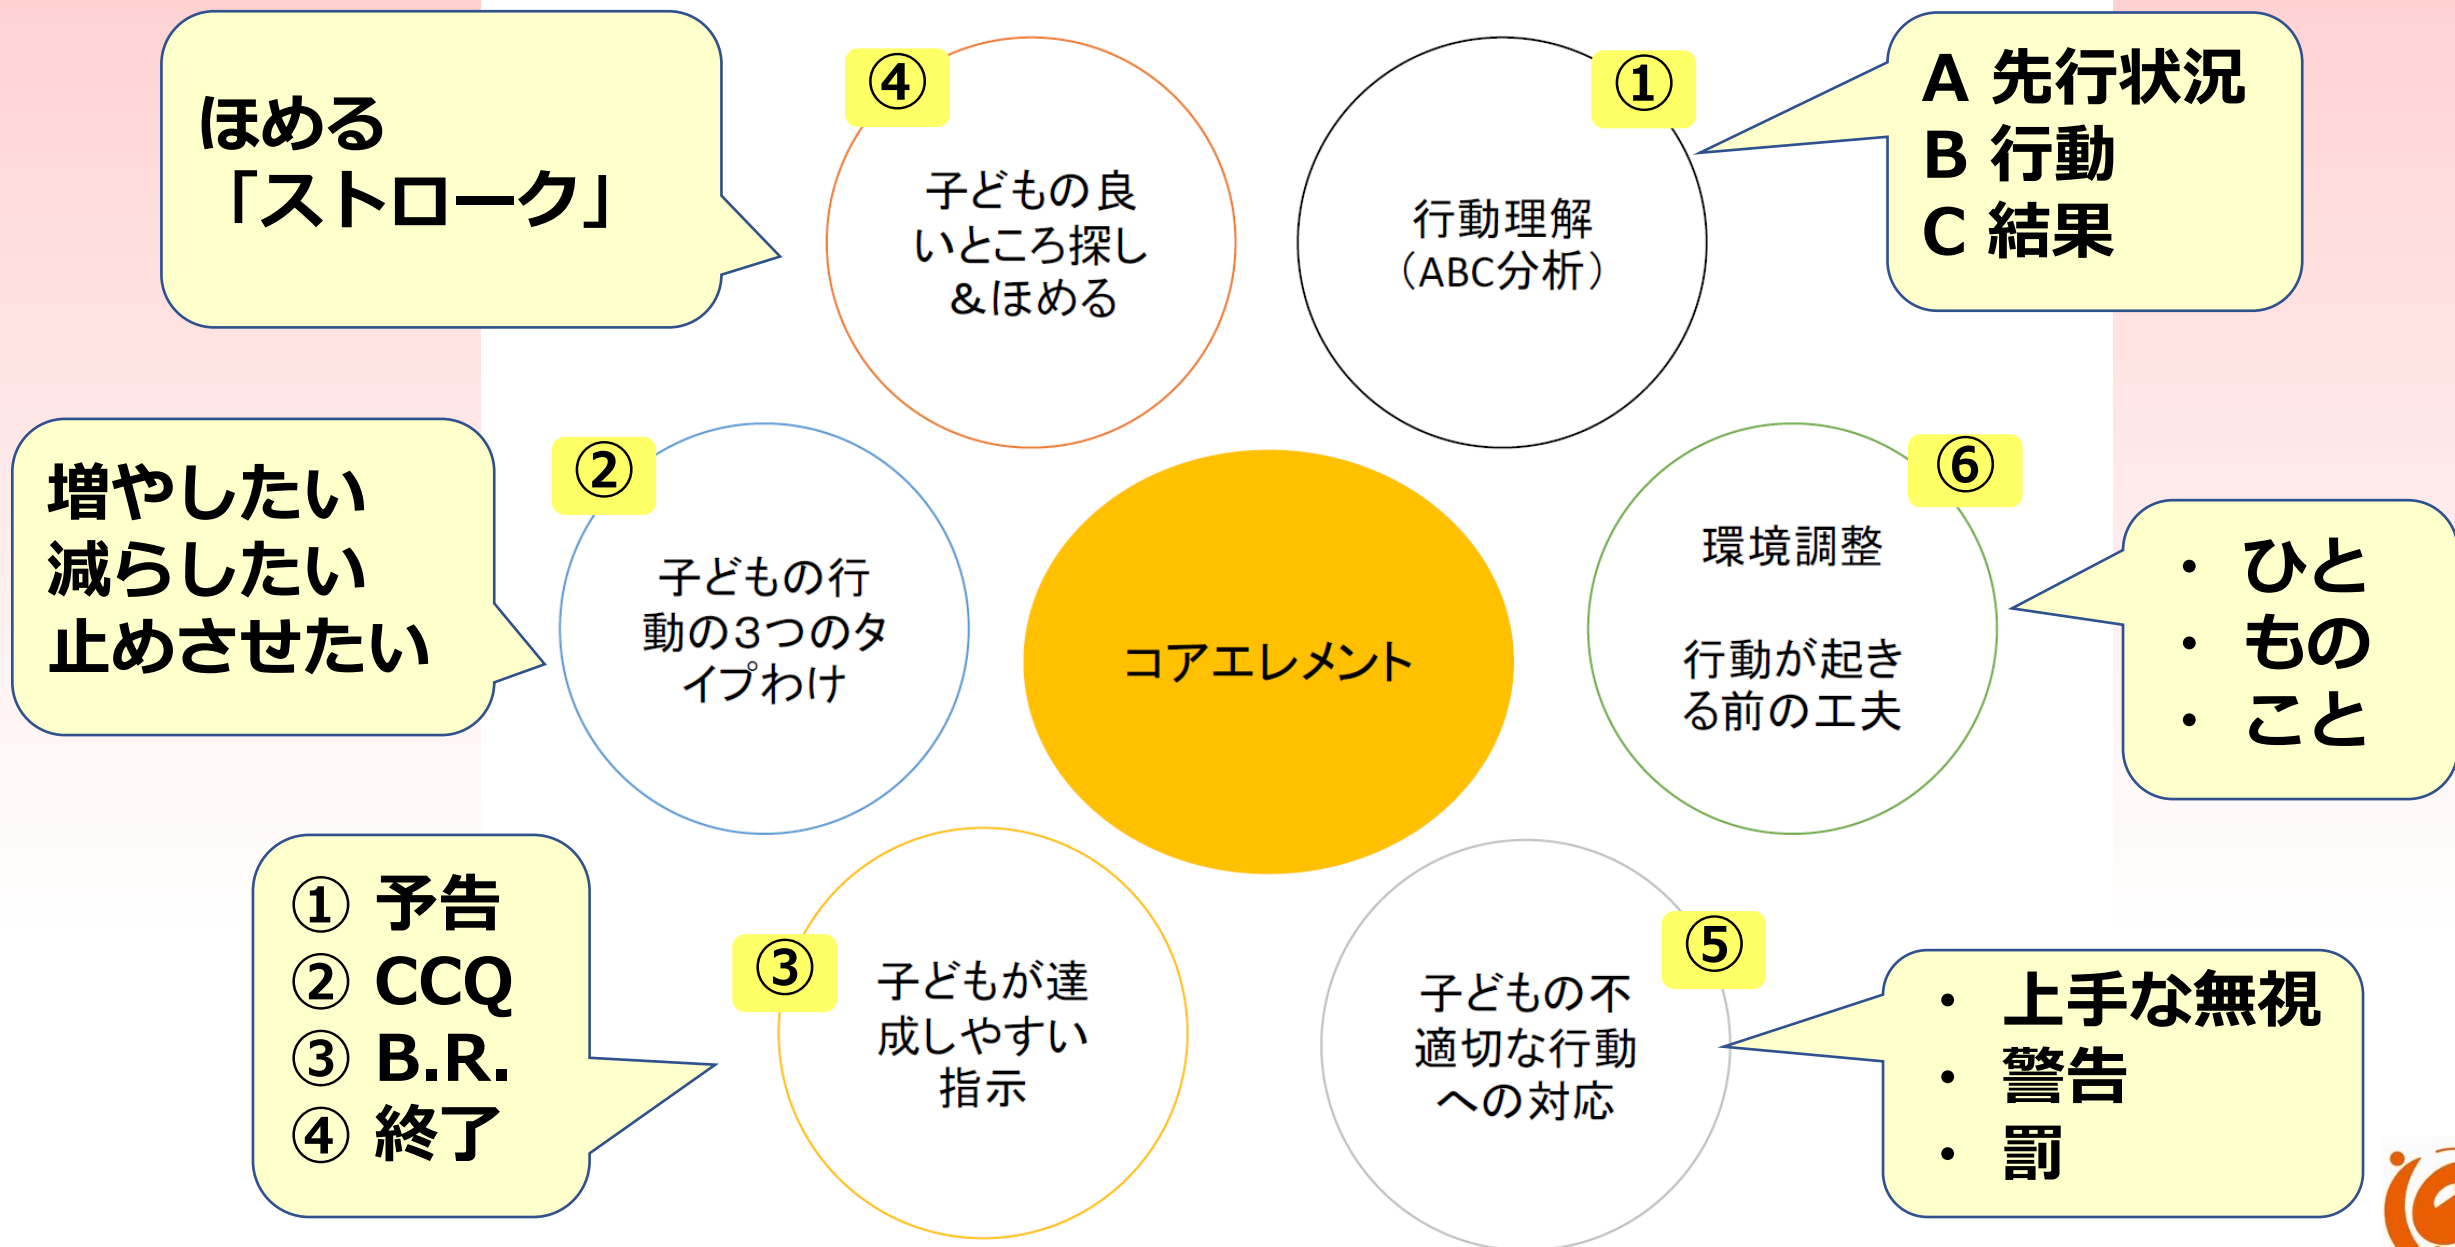 ほめる
「ストローク」
④
子どもの良
いところ探し
&ほめる
①
行動理解
(ABC分析)
A 先行状況
B 行動
C 結果
増やしたい
減らしたい
止めさせたい
②
子どもの行
動の3つのタ
イプわけ
コアエレメント
⑥
環境調整
行動が起き
る前の工夫
・ ひと
・ もの
・ こと
① 予告
② CCQ
③ B.R.
④ 終了
③
子どもが達
成しやすい
指示
⑤
子どもの不
適切な行動
への対応
・ 上手な無視
・ 警告
・ 罰